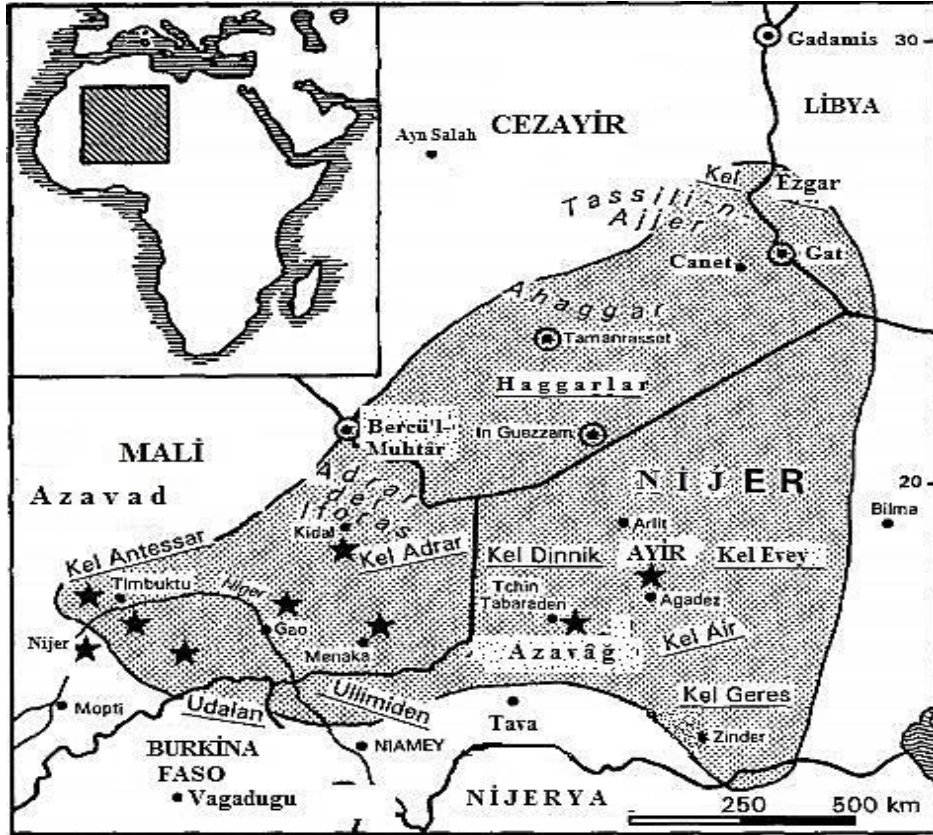 Gadamis
30
LİBYA
CEZAYİR
Ayn Salah
Kel
Ezgar
Tassili-n-
Ajjer
Gat
Canet
Ahaggar
Tamanrasset
Haggarlar
Bercü'l-
Muhtâr
In Guezzam
MALİ
Azavad
Adrar
des
Iforas
NİJER
20
Bilma
Kidal
Arlit
Kel Antessar
Kel Adrar
Kel Dinnik
AYİR
Kel Evey
Timbuktu
Niger
Tchin
Tabaraden
Agadez
Gao
Nijer
Menaka
Azavâğ
Kel Air
Mopti
Udalan
Uilimiden
Kel Geres
Tava
Zinder
BURKİNA
FASO
NIAMEY
Vagadugu
NİJERYA
250
500 km